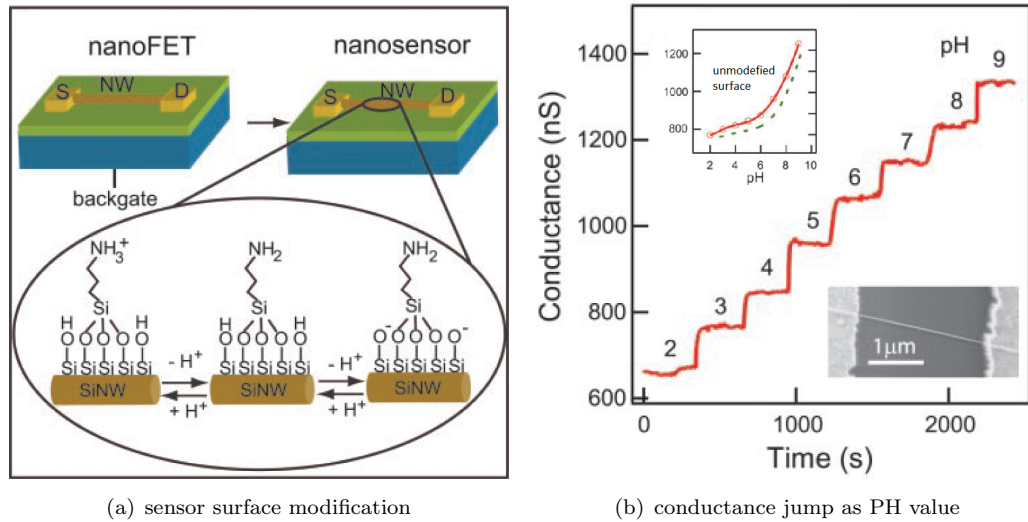 nanoFET
nanosensor
S NW D
S NW D
backgate
NH3+
NH2
NH2
Si
Si
Si
H H
H H
O O O O O
O O O O O
O- O O O O-
Si Si Si Si Si
Si Si Si Si Si
Si Si Si Si Si
- H+
- H+
SiNW
SiNW
SiNW
+ H+
+ H+
(a) sensor surface modification
Conductance (nS)
1400
1200
1000
800
600
0
1000
2000
Time (s)
pH
2
3
4
5
6
7
8
9
1200
1000
800
unmodefied
surface
2 4 6 8 10
pH
1μm
(b) conductance jump as PH value